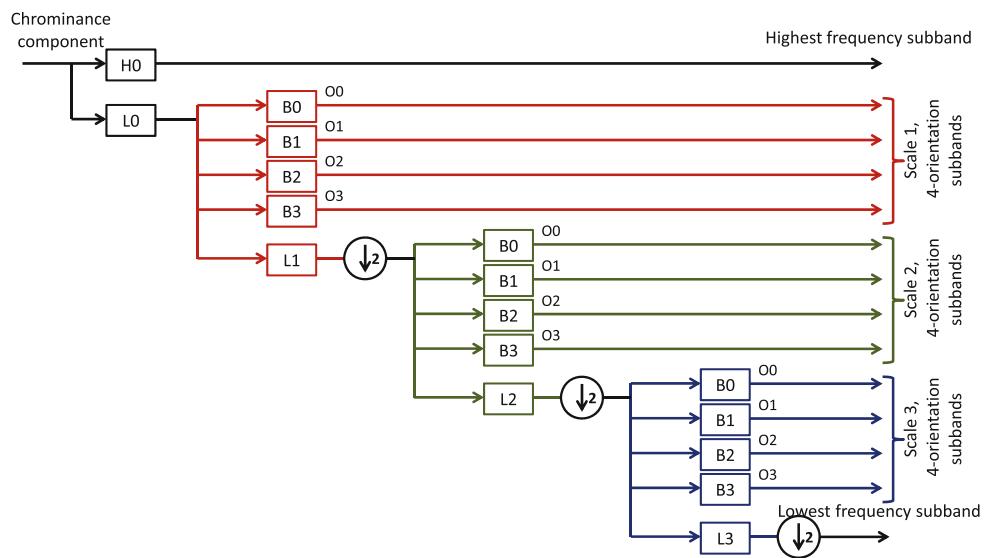 Chrominance
component
Highest frequency subband
H0
L0
B0
O0
B1
O1
B2
O2
B3
O3
L1
2
Scale 1,
4-orientation
subbands
B0
O0
B1
O1
B2
O2
B3
O3
L2
2
Scale 2,
4-orientation
subbands
B0
O0
B1
O1
B2
O2
B3
O3
L3
2
Scale 3,
4-orientation
subbands
Lowest frequency subband